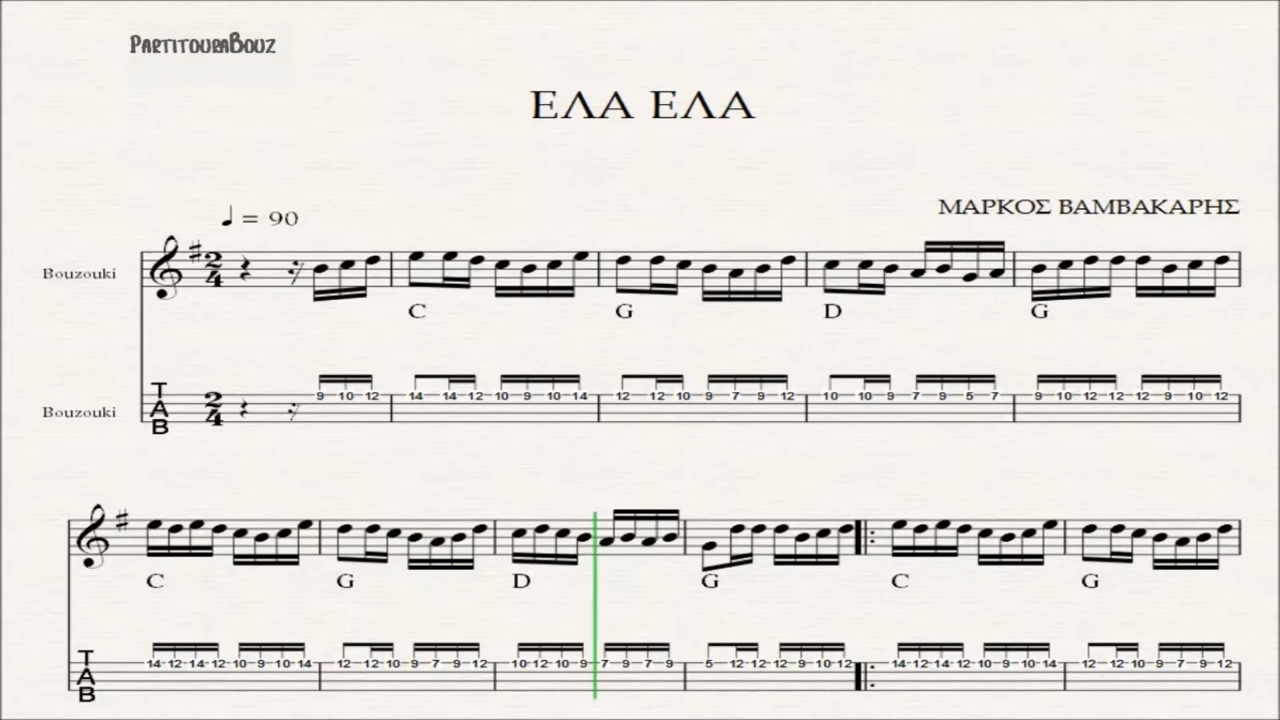 PARTITOURABOUZ
ΕΛΑ ΕΛΑ
= 90
ΜΑΡΚΟΣ ΒΑΜΒΑΚΑΡΗΣ
Bouzouki 2 4
C G D G
Bouzouki T A B 2 4 9 10 12 14 14 12 10 9 10 14 12 12 10 9 7 9 12 10 10 9 7 9 5 7 9 10 12 12 12 9 10 12
C G D G C G
T A B 14 12 14 12 10 9 10 14 12 12 10 9 7 9 12 10 12 10 9 7 9 7 9 5 12 12 12 9 10 12 14 12 14 12 10 9 10 14 12 12 10 9 7 9 12